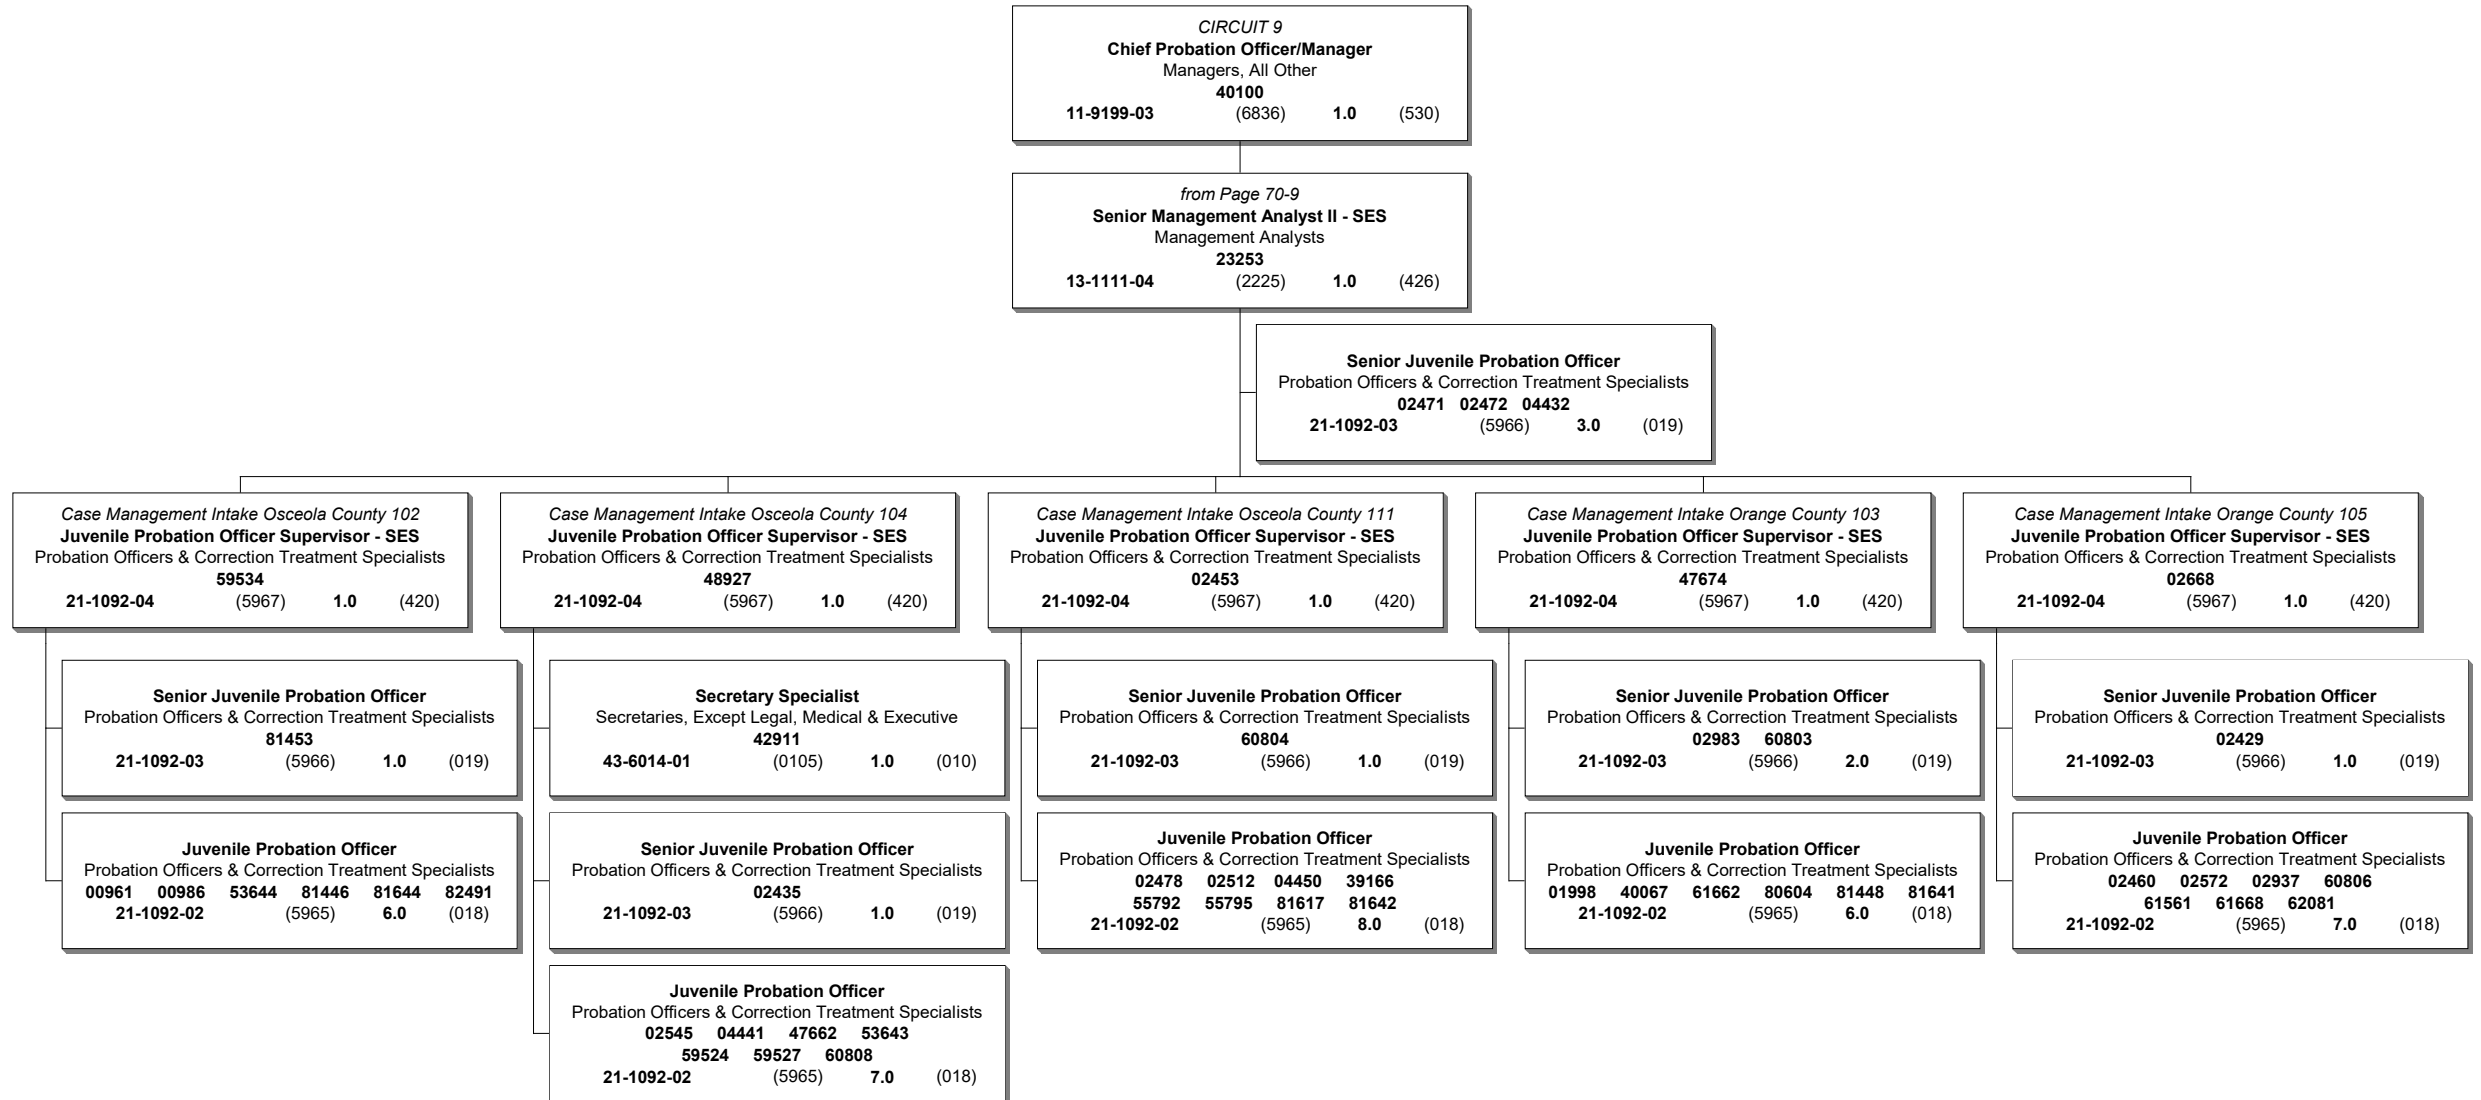 CIRCUIT 9
Chief Probation Officer/Manager
Managers, All Other
40100
11-9199-03 (6836) 1.0 (530)
from Page 70-9
Senior Management Analyst II - SES
Management Analysts
23253
13-1111-04 (2225) 1.0 (426)
Senior Juvenile Probation Officer
Probation Officers & Correction Treatment Specialists
02471 02472 04432
21-1092-03 (5966) 3.0 (019)
Case Management Intake Osceola County 102
Juvenile Probation Officer Supervisor - SES
Probation Officers & Correction Treatment Specialists
59534
21-1092-04 (5967) 1.0 (420)
Senior Juvenile Probation Officer
Probation Officers & Correction Treatment Specialists
81453
21-1092-03 (5966) 1.0 (019)
Juvenile Probation Officer
Probation Officers & Correction Treatment Specialists
00961 00986 53644 81446 81644 82491
21-1092-02 (5965) 6.0 (018)
Case Management Intake Osceola County 104
Juvenile Probation Officer Supervisor - SES
Probation Officers & Correction Treatment Specialists
48927
21-1092-04 (5967) 1.0 (420)
Secretary Specialist
Secretaries, Except Legal, Medical & Executive
42911
43-6014-01 (0105) 1.0 (010)
Senior Juvenile Probation Officer
Probation Officers & Correction Treatment Specialists
02435
21-1092-03 (5966) 1.0 (019)
Juvenile Probation Officer
Probation Officers & Correction Treatment Specialists
02545 04441 47662 53643
59524 59527 60808
21-1092-02 (5965) 7.0 (018)
Case Management Intake Osceola County 111
Juvenile Probation Officer Supervisor - SES
Probation Officers & Correction Treatment Specialists
02453
21-1092-04 (5967) 1.0 (420)
Senior Juvenile Probation Officer
Probation Officers & Correction Treatment Specialists
60804
21-1092-03 (5966) 1.0 (019)
Juvenile Probation Officer
Probation Officers & Correction Treatment Specialists
02478 02512 04450 39166
55792 55795 81617 81642
21-1092-02 (5965) 8.0 (018)
Case Management Intake Orange County 103
Juvenile Probation Officer Supervisor - SES
Probation Officers & Correction Treatment Specialists
47674
21-1092-04 (5967) 1.0 (420)
Senior Juvenile Probation Officer
Probation Officers & Correction Treatment Specialists
02983 60803
21-1092-03 (5966) 2.0 (019)
Juvenile Probation Officer
Probation Officers & Correction Treatment Specialists
01998 40067 61662 80604 81448 81641
21-1092-02 (5965) 6.0 (018)
Case Management Intake Orange County 105
Juvenile Probation Officer Supervisor - SES
Probation Officers & Correction Treatment Specialists
02668
21-1092-04 (5967) 1.0 (420)
Senior Juvenile Probation Officer
Probation Officers & Correction Treatment Specialists
02429
21-1092-03 (5966) 1.0 (019)
Juvenile Probation Officer
Probation Officers & Correction Treatment Specialists
02460 02572 02937 60806
61561 61668 62081
21-1092-02 (5965) 7.0 (018)